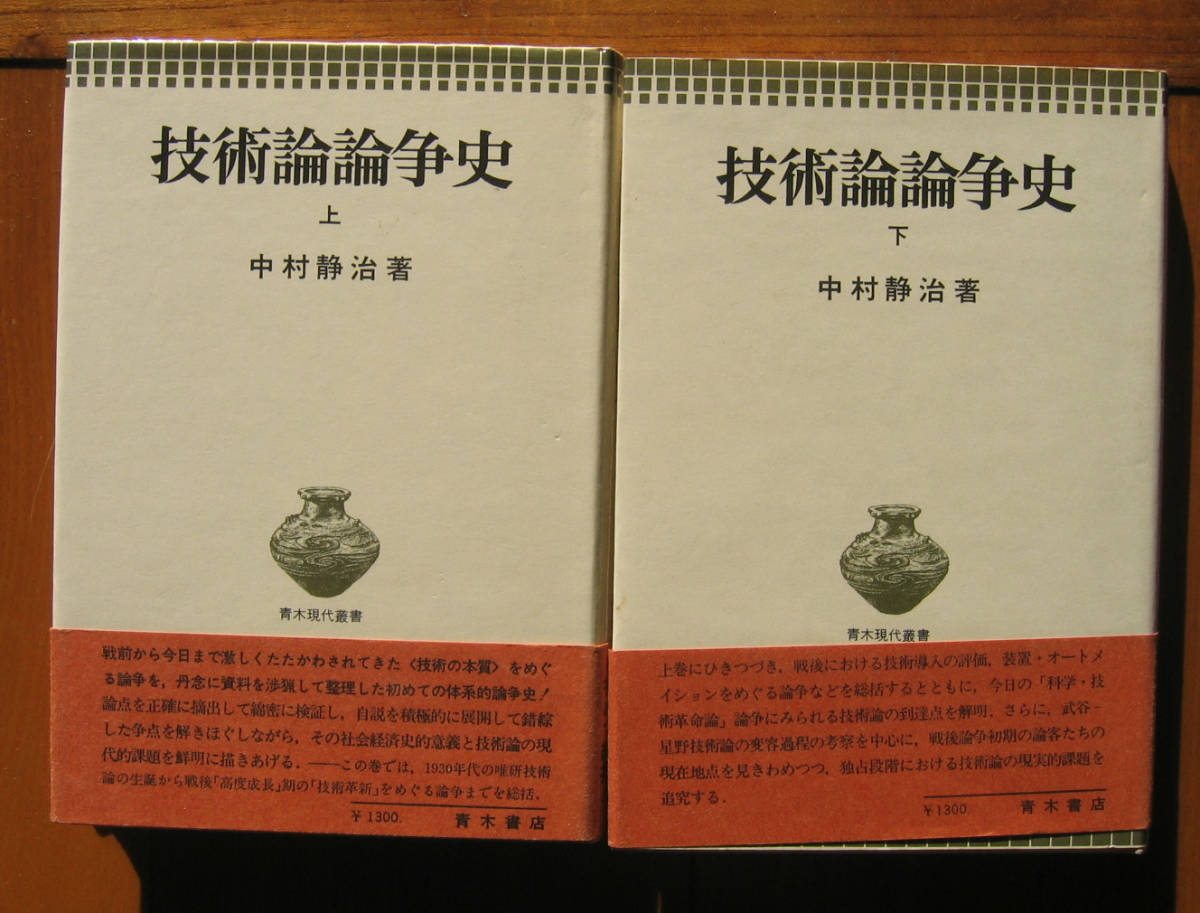 技術論論争史
上
中村静治著
青木現代叢書
戦前から今日まで激しくたたかわされてきた〈技術の本質〉をめぐ
る論争を，丹念に資料を渉猟して整理した初めての体系的論争史！
論点を正確に摘出して綿密に検証し，自説を積極的に展開して錯綜
した争点を解きほぐしながら，その社会経済史的意義と技術論の現
代的課題を鮮明に描きあげる．――この巻では，1930年代の唯研技術
論の生誕から戦後「高度成長」期の「技術革新」をめぐる論争までを総括．
￥1300. 青木書店
技術論論争史
下
中村静治著
青木現代叢書
上巻にひきつづき，戦後における技術導入の評価，装置・オートメ
イションをめぐる論争などを総括するとともに，今日の「科学・技
術革命論」論争にみられる技術論の到達点を解明，さらに，武谷－
星野技術論の変容過程の考察を中心に，戦後論争初期の論客たちの
現在地点を見きわめつつ，独占段階における技術論の現実的課題を
追究する．
￥1300 青木書店